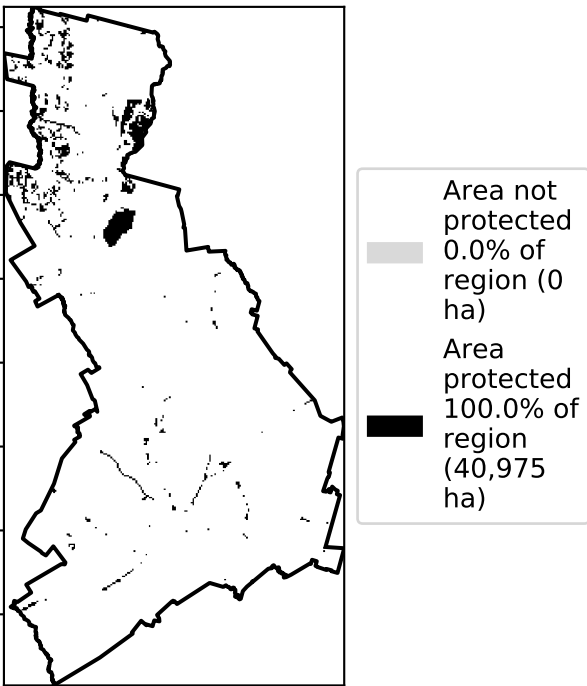 Area not
protected
0.0% of
region (0
ha)
Area
protected
100.0% of
region
(40,975
ha)